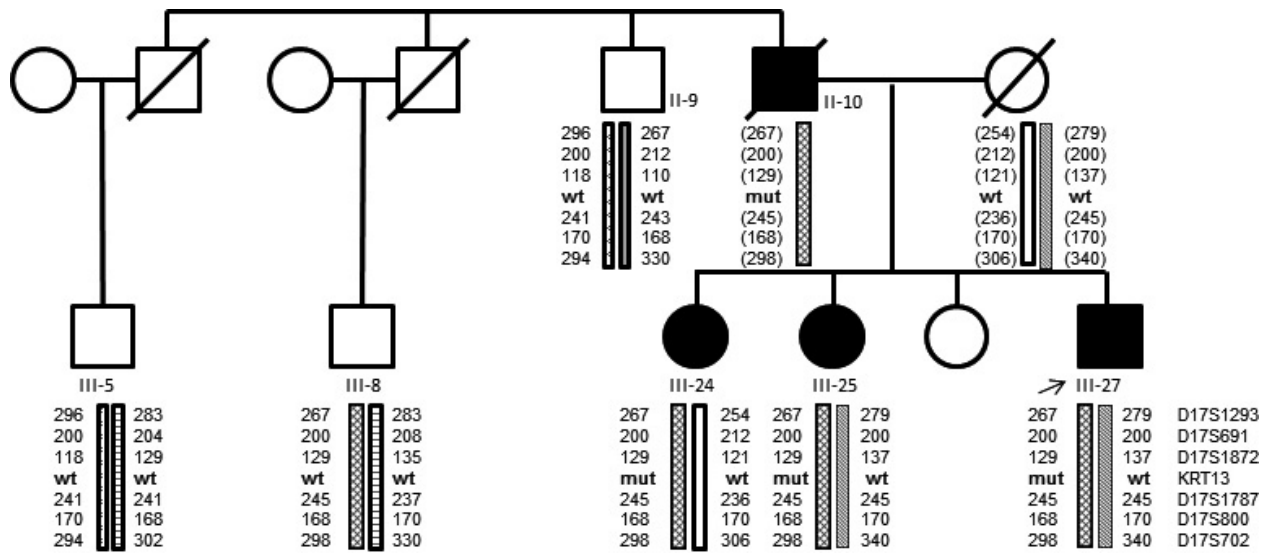 II-9 II-10
296 267 (267) (254) (279)
200 212 (200) (212) (200)
118 110 (129) (121) (137)
wt wt mut wt wt
241 243 (245) (236) (245)
170 168 (168) (170) (170)
294 330 (298) (306) (340)
III-5 III-8 III-24 III-25 III-27
296 283 267 283 267 254 267 279 267 279 D17S1293
200 204 200 208 200 212 200 200 200 200 D17S691
118 129 129 135 129 121 129 137 129 137 D17S1872
wt wt wt wt mut wt mut wt mut wt KRT13
241 241 245 237 245 236 245 245 245 245 D17S1787
170 168 168 170 168 170 168 170 168 170 D17S800
294 302 298 330 298 306 298 340 298 340 D17S702